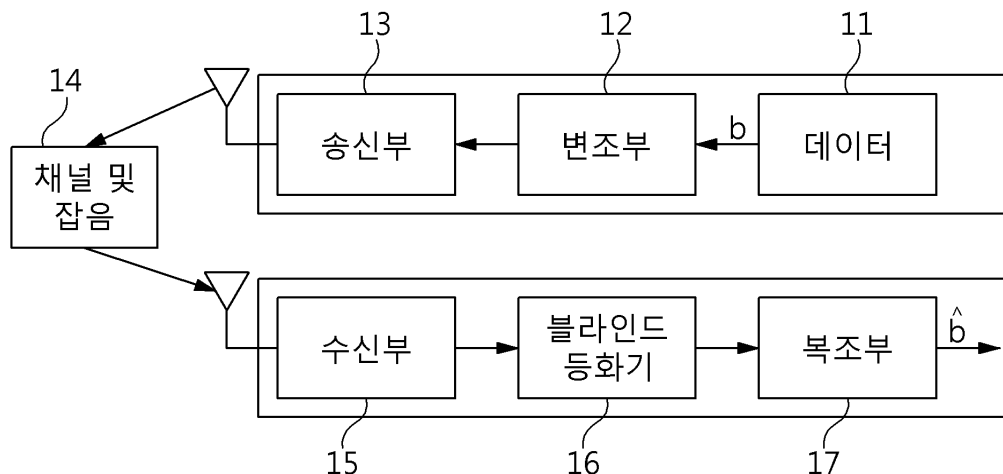 13
12
11
14
송신부
변조부
b
데이터
채널 및
잡음
수신부
블라인드
등화기
복조부
b̂
15
16
17